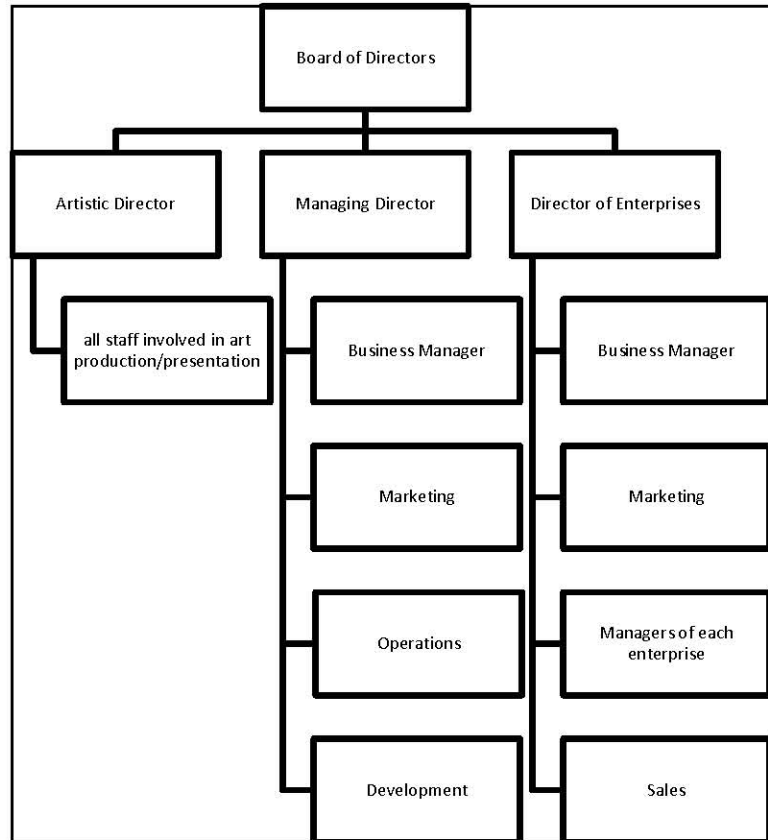 Board of Directors
Artistic Director
Managing Director
Director of Enterprises
all staff involved in art
production/presentation
Business Manager
Business Manager
Marketing
Marketing
Operations
Managers of each
enterprise
Development
Sales